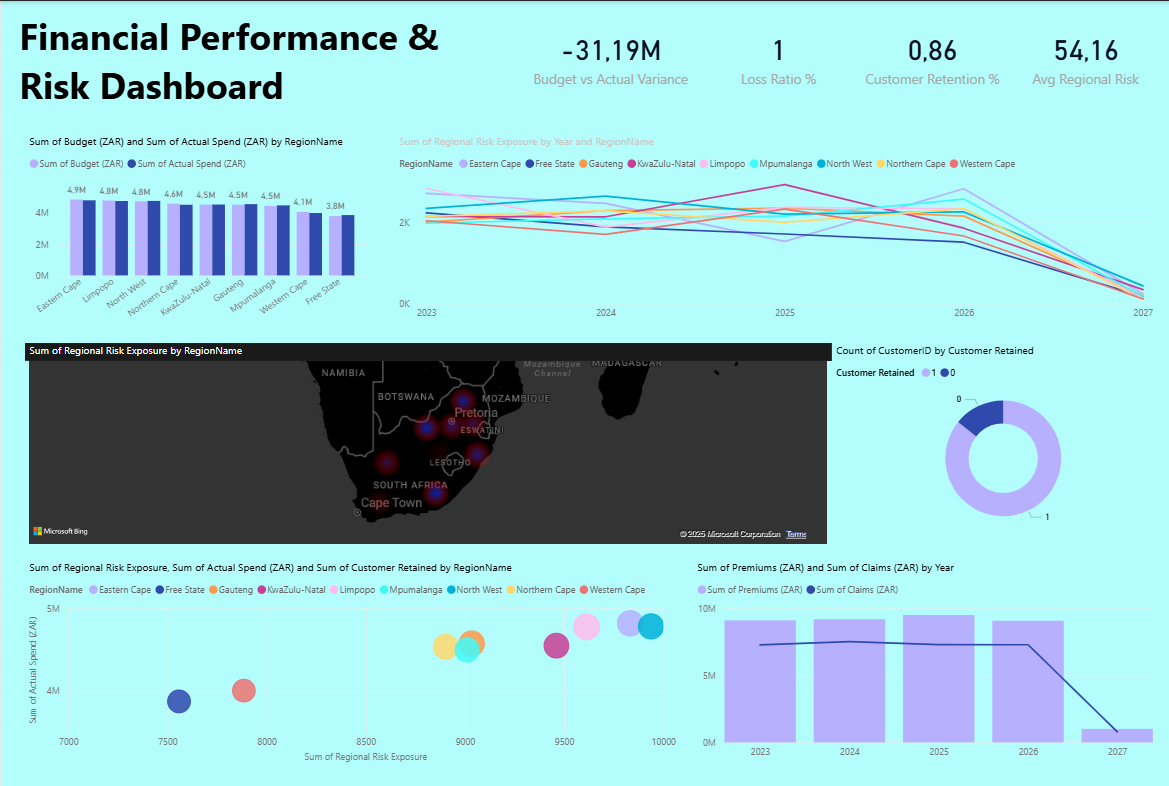 Financial Performance &
Risk Dashboard
-31,19M
Budget vs Actual Variance
1
Loss Ratio %
0,86
Customer Retention %
54,16
Avg Regional Risk
Sum of Budget (ZAR) and Sum of Actual Spend (ZAR) by RegionName
Sum of Budget (ZAR) Sum of Actual Spend (ZAR)
4.9M 4,8M 4,8M 4.6M 4,5M 4,5M 4,5M 4.1M 3.8M
4M
2M
0M
Eastern Cape
Limpopo
North West
Northern Cape
KwaZulu-Natal
Gauteng
Mpumalanga
Western Cape
Free State
Sum of Regional Risk Exposure by Year and RegionName
RegionName Eastern Cape Free State Gauteng KwaZulu-Natal Limpopo Mpumalanga North West Northern Cape Western Cape
2K
0K
2023 2024 2025 2026 2027
Sum of Regional Risk Exposure by RegionName
NAMIBIA
BOTSWANA
Mozambique
Channel
MADAGASCAR
MOZAMBIQUE
Pretoria
ESWATINI
LESOTHO
SOUTH AFRICA
Cape Town
Microsoft Bing
© 2025 Microsoft Corporation Terms
Count of CustomerID by Customer Retained
Customer Retained 1 0
0
1
Sum of Regional Risk Exposure, Sum of Actual Spend (ZAR) and Sum of Customer Retained by RegionName
RegionName Eastern Cape Free State Gauteng KwaZulu-Natal Limpopo Mpumalanga North West Northern Cape Western Cape
Sum of Actual Spend (ZAR)
5M
4M
7000 7500 8000 8500 9000 9500 10000
Sum of Regional Risk Exposure
Sum of Premiums (ZAR) and Sum of Claims (ZAR) by Year
Sum of Premiums (ZAR) Sum of Claims (ZAR)
10M
5M
0M
2023 2024 2025 2026 2027